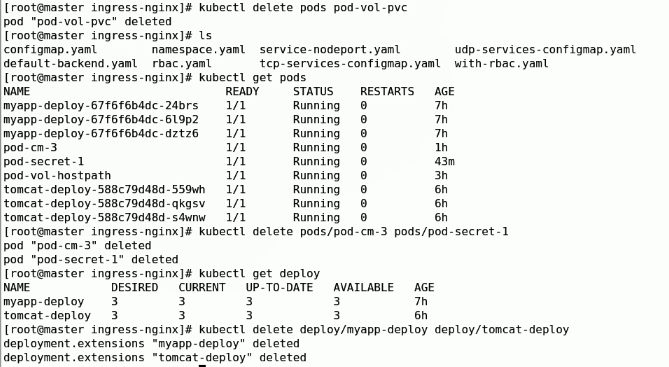 [root@master ingress-nginx]# kubectl delete pods pod-vol-pvc
pod "pod-vol-pvc" deleted
[root@master ingress-nginx]# ls
configmap.yaml namespace.yaml service-nodeport.yaml udp-services-configmap.yaml
default-backend.yaml rbac.yaml tcp-services-configmap.yaml with-rbac.yaml
[root@master ingress-nginx]# kubectl get pods
NAME READY STATUS RESTARTS AGE
myapp-deploy-67f6f6b4dc-24brs 1/1 Running 0 7h
myapp-deploy-67f6f6b4dc-6l9p2 1/1 Running 0 7h
myapp-deploy-67f6f6b4dc-dztz6 1/1 Running 0 7h
pod-cm-3 1/1 Running 0 1h
pod-secret-1 1/1 Running 0 43m
pod-vol-hostpath 1/1 Running 0 3h
tomcat-deploy-588c79d48d-559wh 1/1 Running 0 6h
tomcat-deploy-588c79d48d-qkgsv 1/1 Running 0 6h
tomcat-deploy-588c79d48d-s4wnw 1/1 Running 0 6h
[root@master ingress-nginx]# kubectl delete pods/pod-cm-3 pods/pod-secret-1
pod "pod-cm-3" deleted
pod "pod-secret-1" deleted
[root@master ingress-nginx]# kubectl get deploy
NAME DESIRED CURRENT UP-TO-DATE AVAILABLE AGE
myapp-deploy 3 3 3 3 7h
tomcat-deploy 3 3 3 3 6h
[root@master ingress-nginx]# kubectl delete deploy/myapp-deploy deploy/tomcat-deploy
deployment.extensions "myapp-deploy" deleted
deployment.extensions "tomcat-deploy" deleted